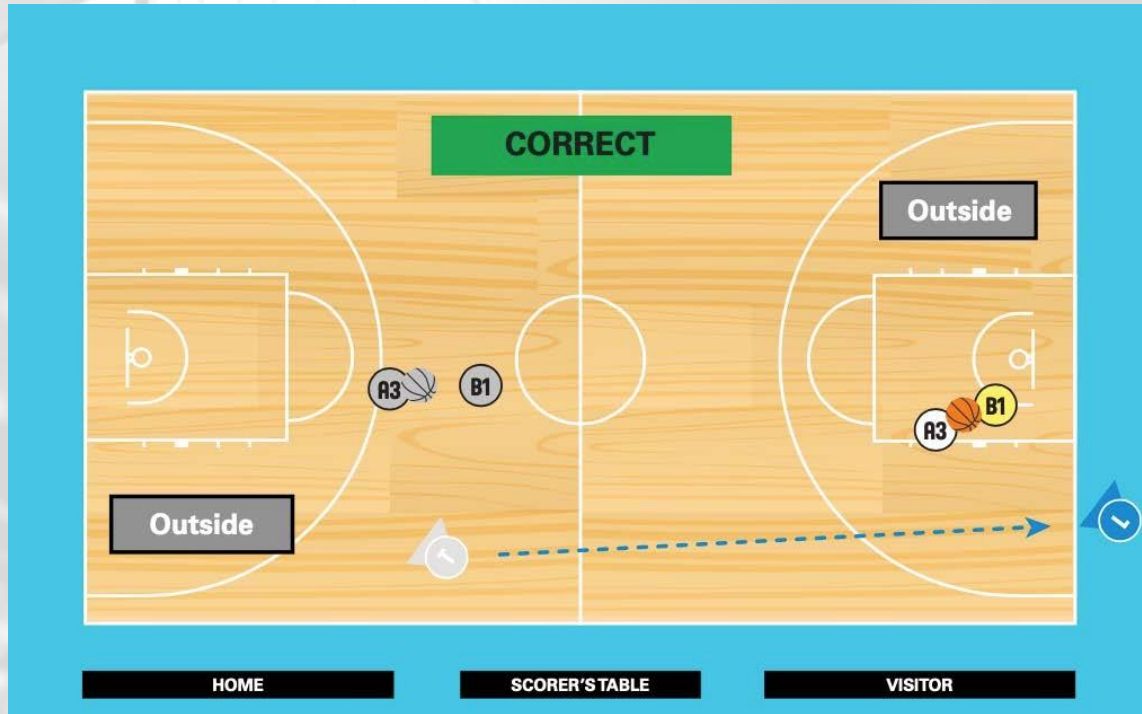 CORRECT
Outside
A3
B1
B1
A3
Outside
T
L
HOME
SCORER'S TABLE
VISITOR